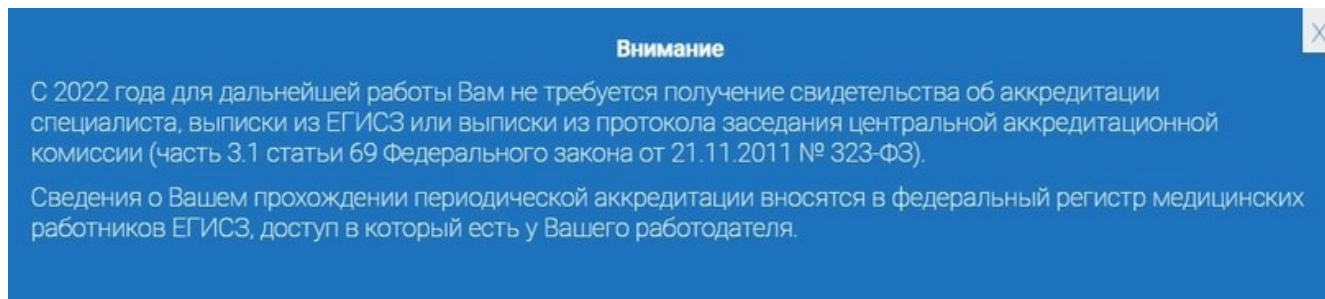 X
Внимание
С 2022 года для дальнейшей работы Вам не требуется получение свидетельства об аккредитации
специалиста, выписки из ЕГИСЗ или выписки из протокола заседания центральной аккредитационной
комиссии (часть 3.1 статьи 69 Федерального закона от 21.11.2011 № 323-ФЗ).
Сведения о Вашем прохождении периодической аккредитации вносятся в федеральный регистр медицинских
работников ЕГИСЗ, доступ в который есть у Вашего работодателя.